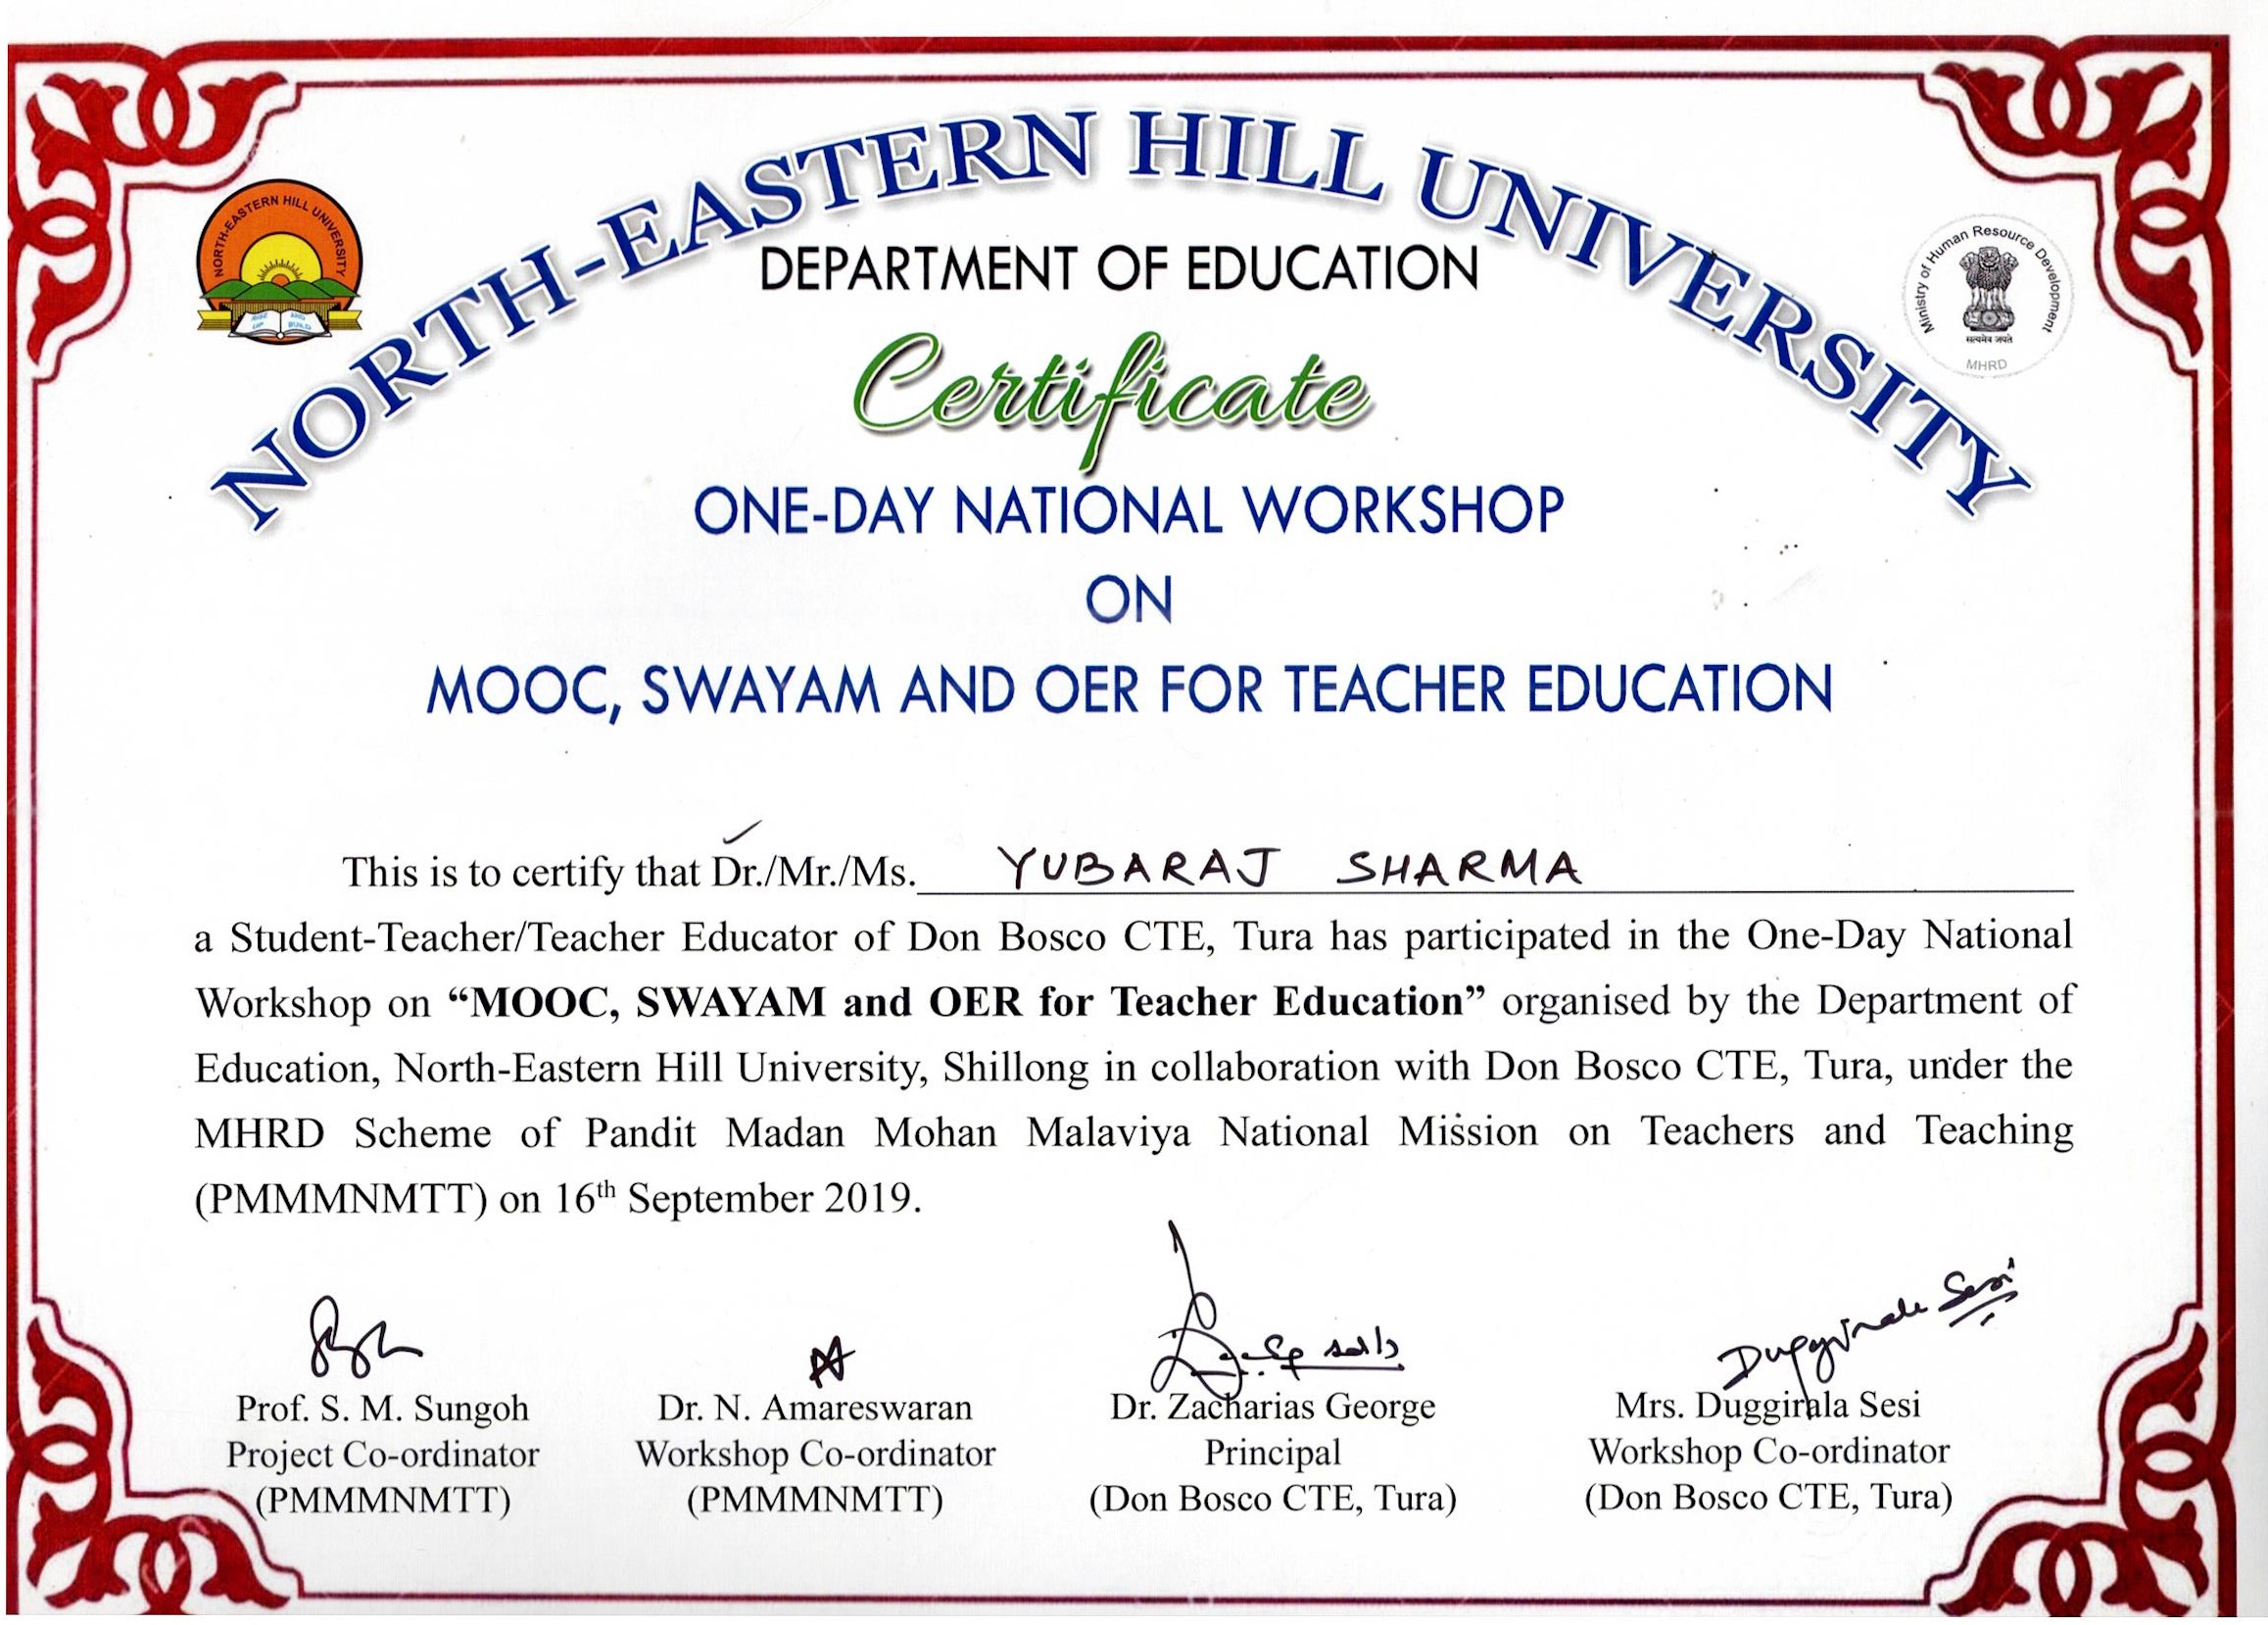 NORTH-EASTERN HILL UNIVERSITY
NORTH-EASTERN HILL UNIVERSITY
RISE UP AND BUILD
Ministry of Human Resource Development
सत्यमेव जयते
MHRD
DEPARTMENT OF EDUCATION
Certificate
ONE-DAY NATIONAL WORKSHOP
ON
MOOC, SWAYAM AND OER FOR TEACHER EDUCATION
This is to certify that Dr./Mr./Ms. YUBARAJ SHARMA
a Student-Teacher/Teacher Educator of Don Bosco CTE, Tura has participated in the One-Day National
Workshop on “MOOC, SWAYAM and OER for Teacher Education” organised by the Department of
Education, North-Eastern Hill University, Shillong in collaboration with Don Bosco CTE, Tura, under the
MHRD Scheme of Pandit Madan Mohan Malaviya National Mission on Teachers and Teaching
(PMMMNMTT) on 16th September 2019.
Duggirala Sesi
Prof. S. M. Sungoh
Project Co-ordinator
(PMMMNMTT)
Dr. N. Amareswaran
Workshop Co-ordinator
(PMMMNMTT)
Dr. Zacharias George
Principal
(Don Bosco CTE, Tura)
Mrs. Duggirala Sesi
Workshop Co-ordinator
(Don Bosco CTE, Tura)